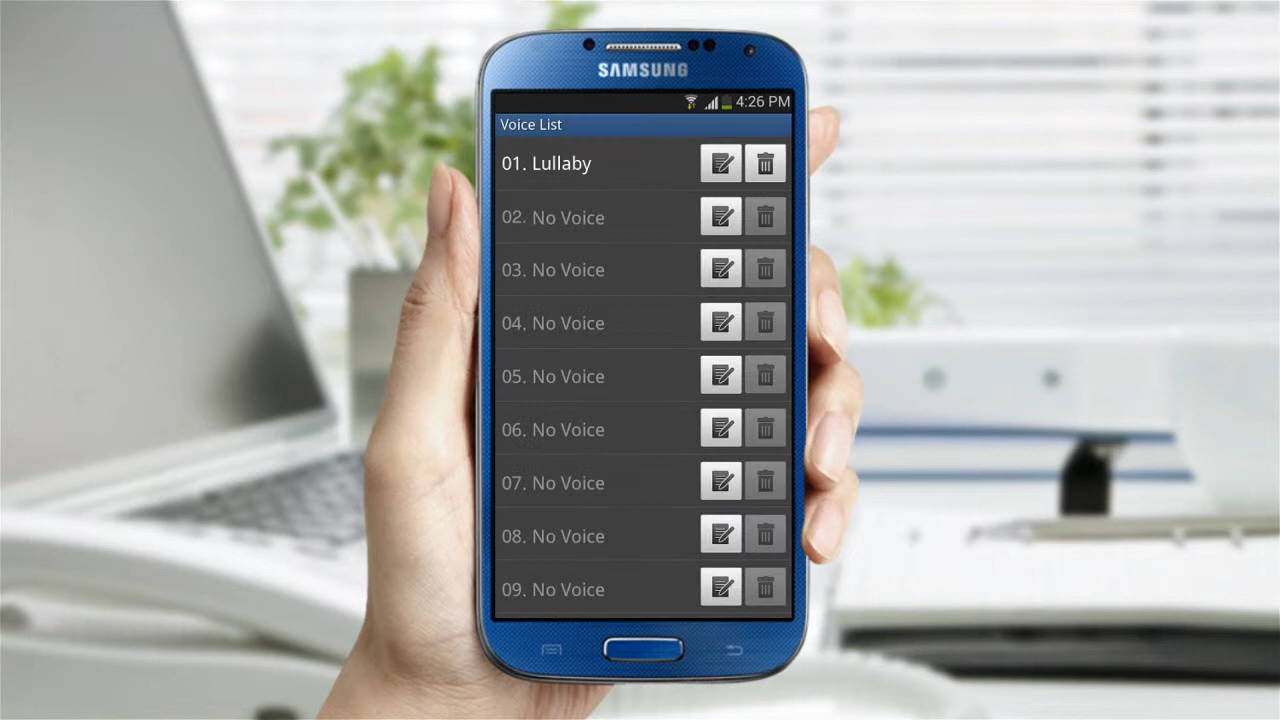 SAMSUNG
4:26 PM
Voice List
01. Lullaby
02. No Voice
03. No Voice
04. No Voice
05. No Voice
06. No Voice
07. No Voice
08. No Voice
09. No Voice